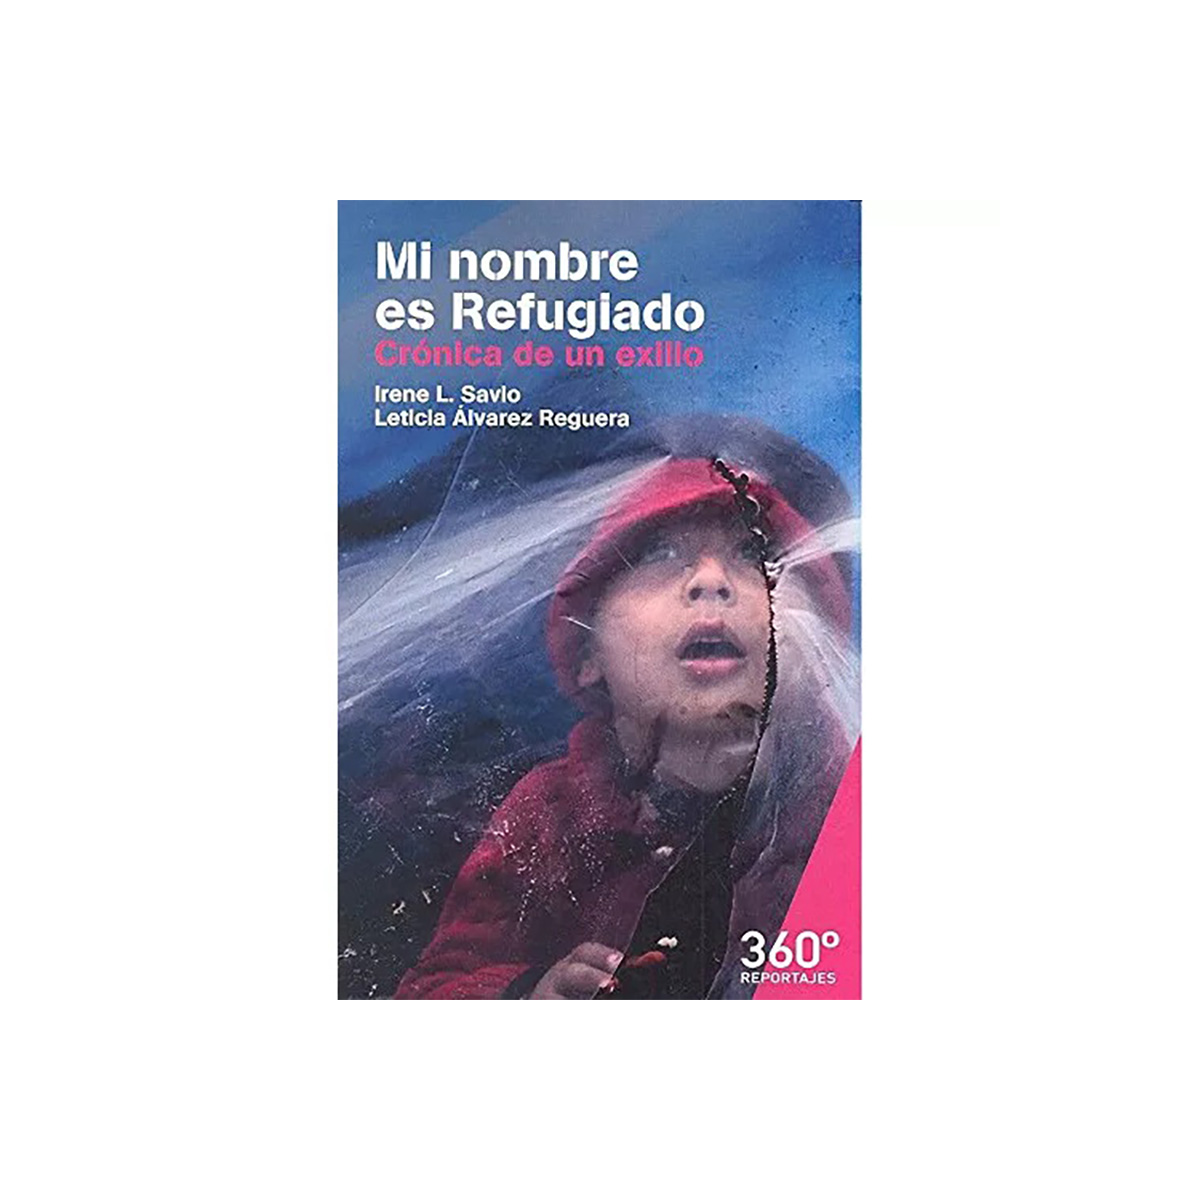 Mi nombre
es Refugiado
Crónica de un exilio
Irene L. Savio
Leticia Álvarez Reguera
360º
REPORTAJES